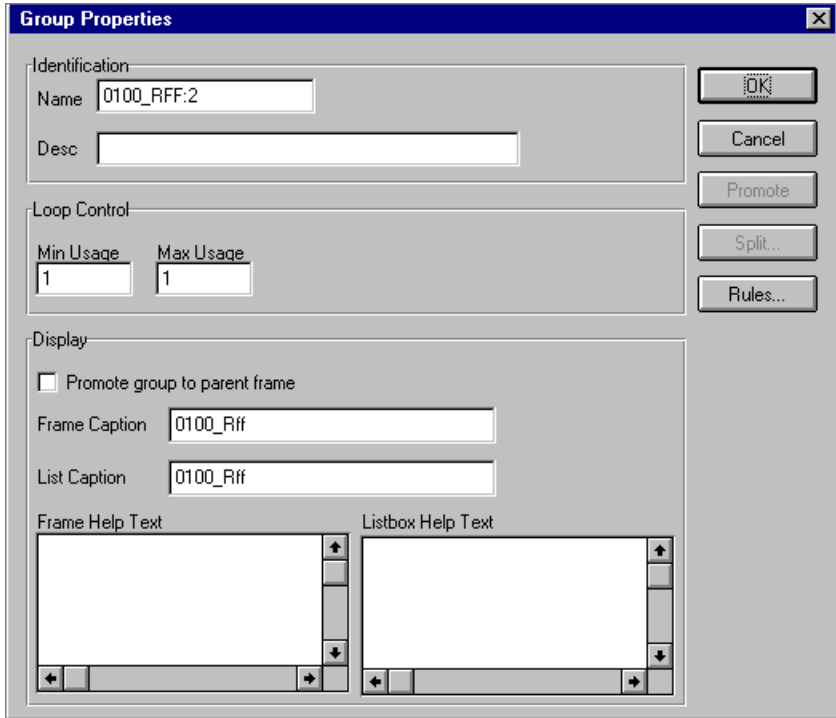 Group Properties
Identification
Name 0100_RFF:2
OK
Desc
Cancel
Promote
Loop Control
Min Usage Max Usage
1 1
Split...
Rules...
Display
Promote group to parent frame
Frame Caption 0100_Rff
List Caption 0100_Rff
Frame Help Text Listbox Help Text